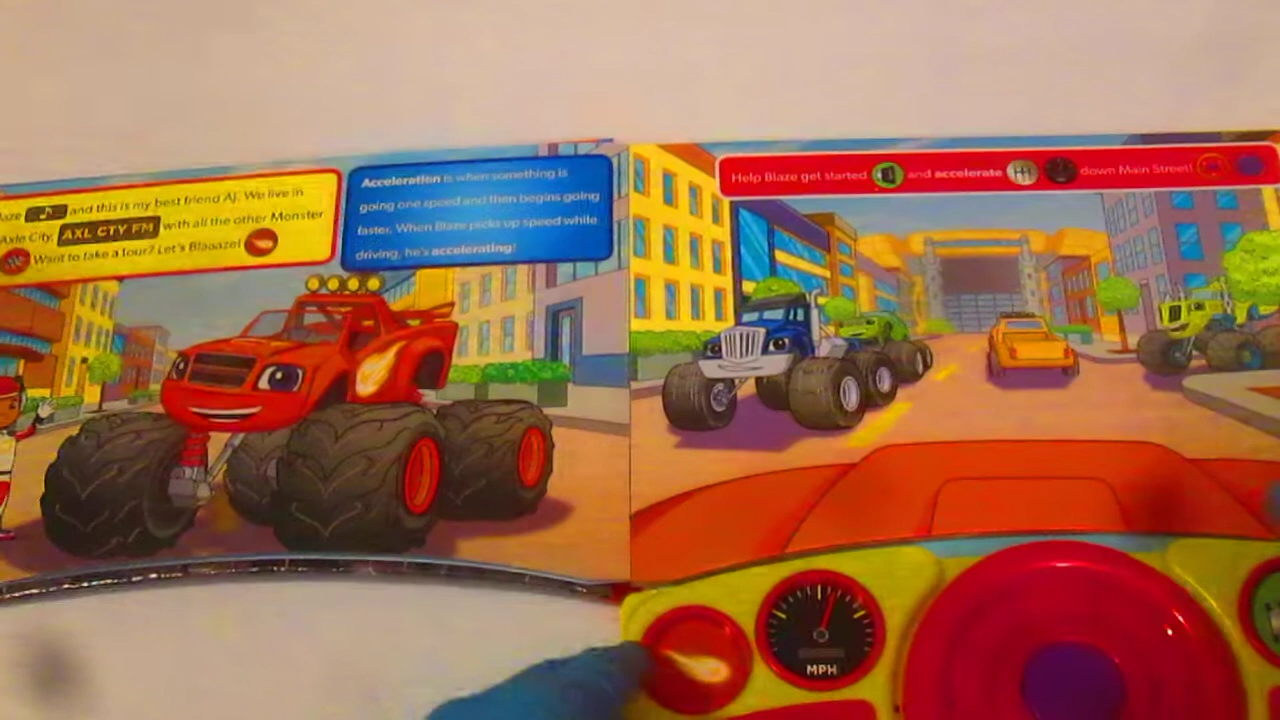 and this is my best friend AJ. We live in
Axle City, AXL CTY FM with all the other Monster
Want to take a tour? Let's Blaaaze!
Acceleration is when something is
going one speed and then begins going
faster. When Blaze picks up speed while
driving, he's accelerating!
Help Blaze get started and accelerate down Main Street!
MPH